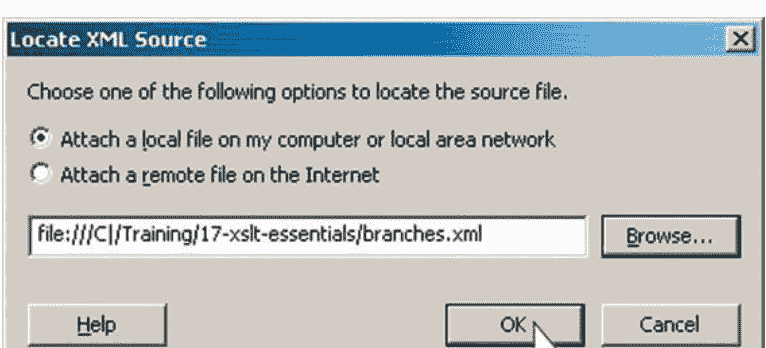 Locate XML Source
Choose one of the following options to locate the source file.
Attach a local file on my computer or local area network
Attach a remote file on the Internet
file:///C|/Training/17-xslt-essentials/branches.xml
Browse...
Help
OK
Cancel